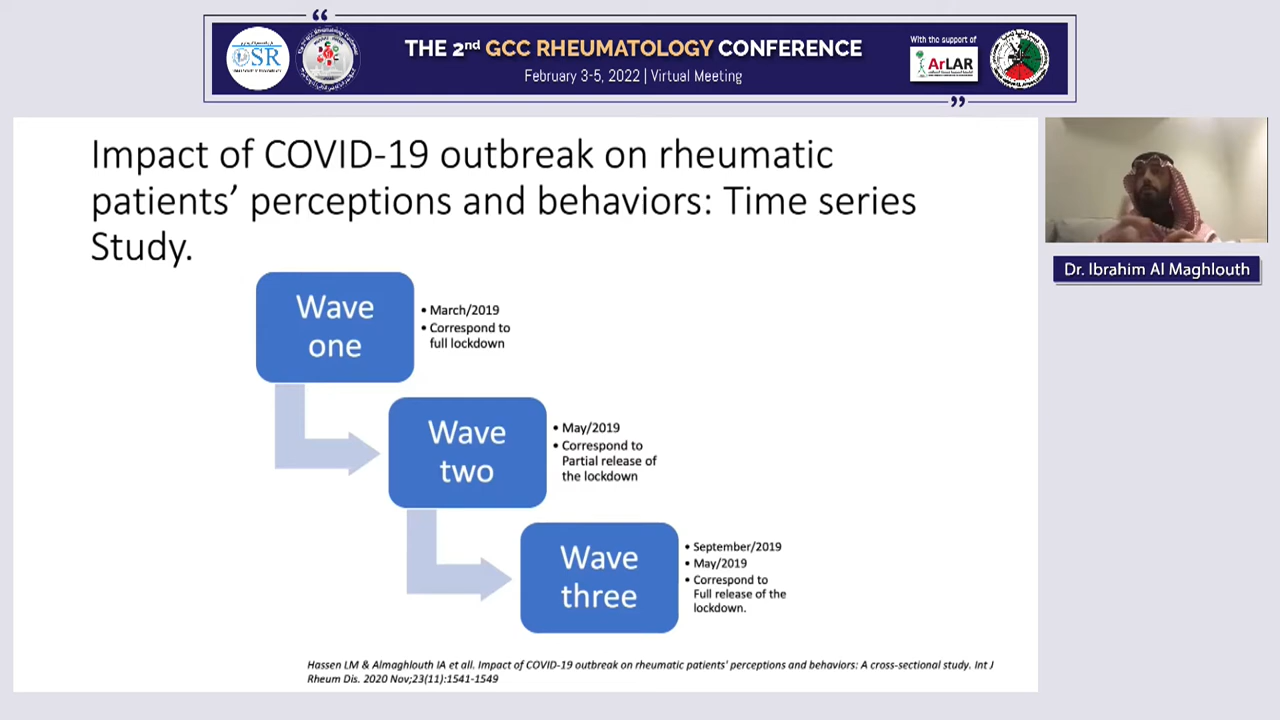 “
THE 2nd GCC RHEUMATOLOGY CONFERENCE
February 3-5, 2022 | Virtual Meeting
With the support of
OSR
ArLAR
”
Impact of COVID-19 outbreak on rheumatic
patients’ perceptions and behaviors: Time series
Study.
Wave
one
• March/2019
• Correspond to
full lockdown
Wave
two
• May/2019
• Correspond to
Partial release of
the lockdown
Wave
three
• September/2019
• May/2019
• Correspond to
Full release of the
lockdown.
Hassen LM & Almaghlouth IA et all. Impact of COVID-19 outbreak on rheumatic patients' perceptions and behaviors: A cross-sectional study. Int J
Rheum Dis. 2020 Nov;23(11):1541-1549
Dr. Ibrahim Al Maghlouth